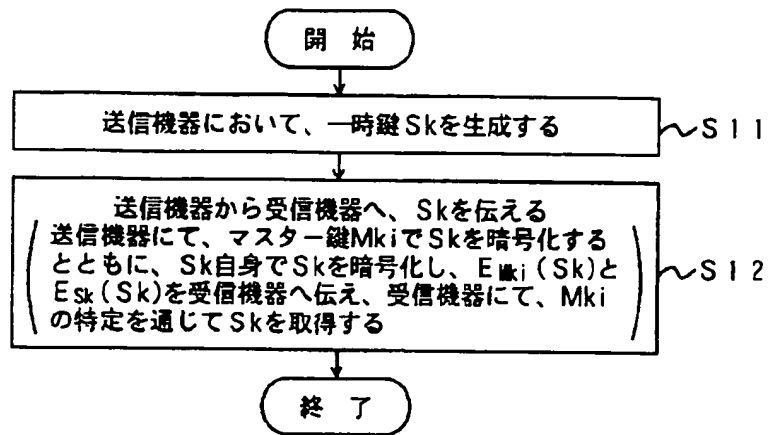 開 始
送信機器において、一時鍵Skを生成する
S11
送信機器から受信機器へ、Skを伝える
送信機器にて、マスター鍵MkiでSkを暗号化する
とともに、Sk自身でSkを暗号化し、EMki(Sk)と
ESk(Sk)を受信機器へ伝え、受信機器にて、Mki
の特定を通じてSkを取得する
S12
終 了